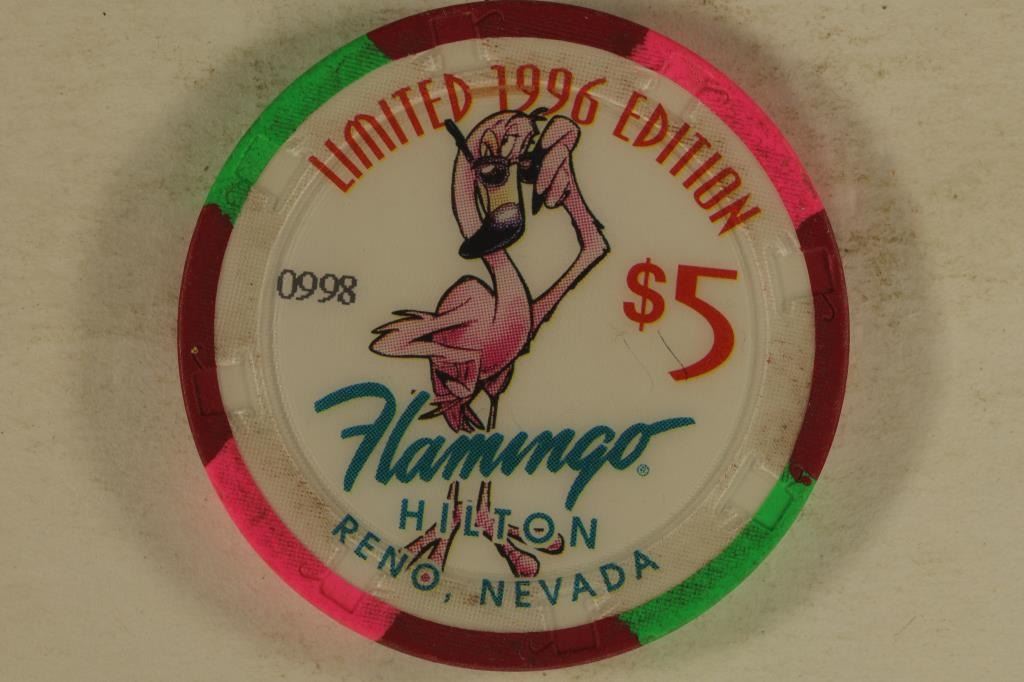 LIMITED 1996 EDITION
0998
$5
Flamingo®
HILTON
RENO, NEVADA